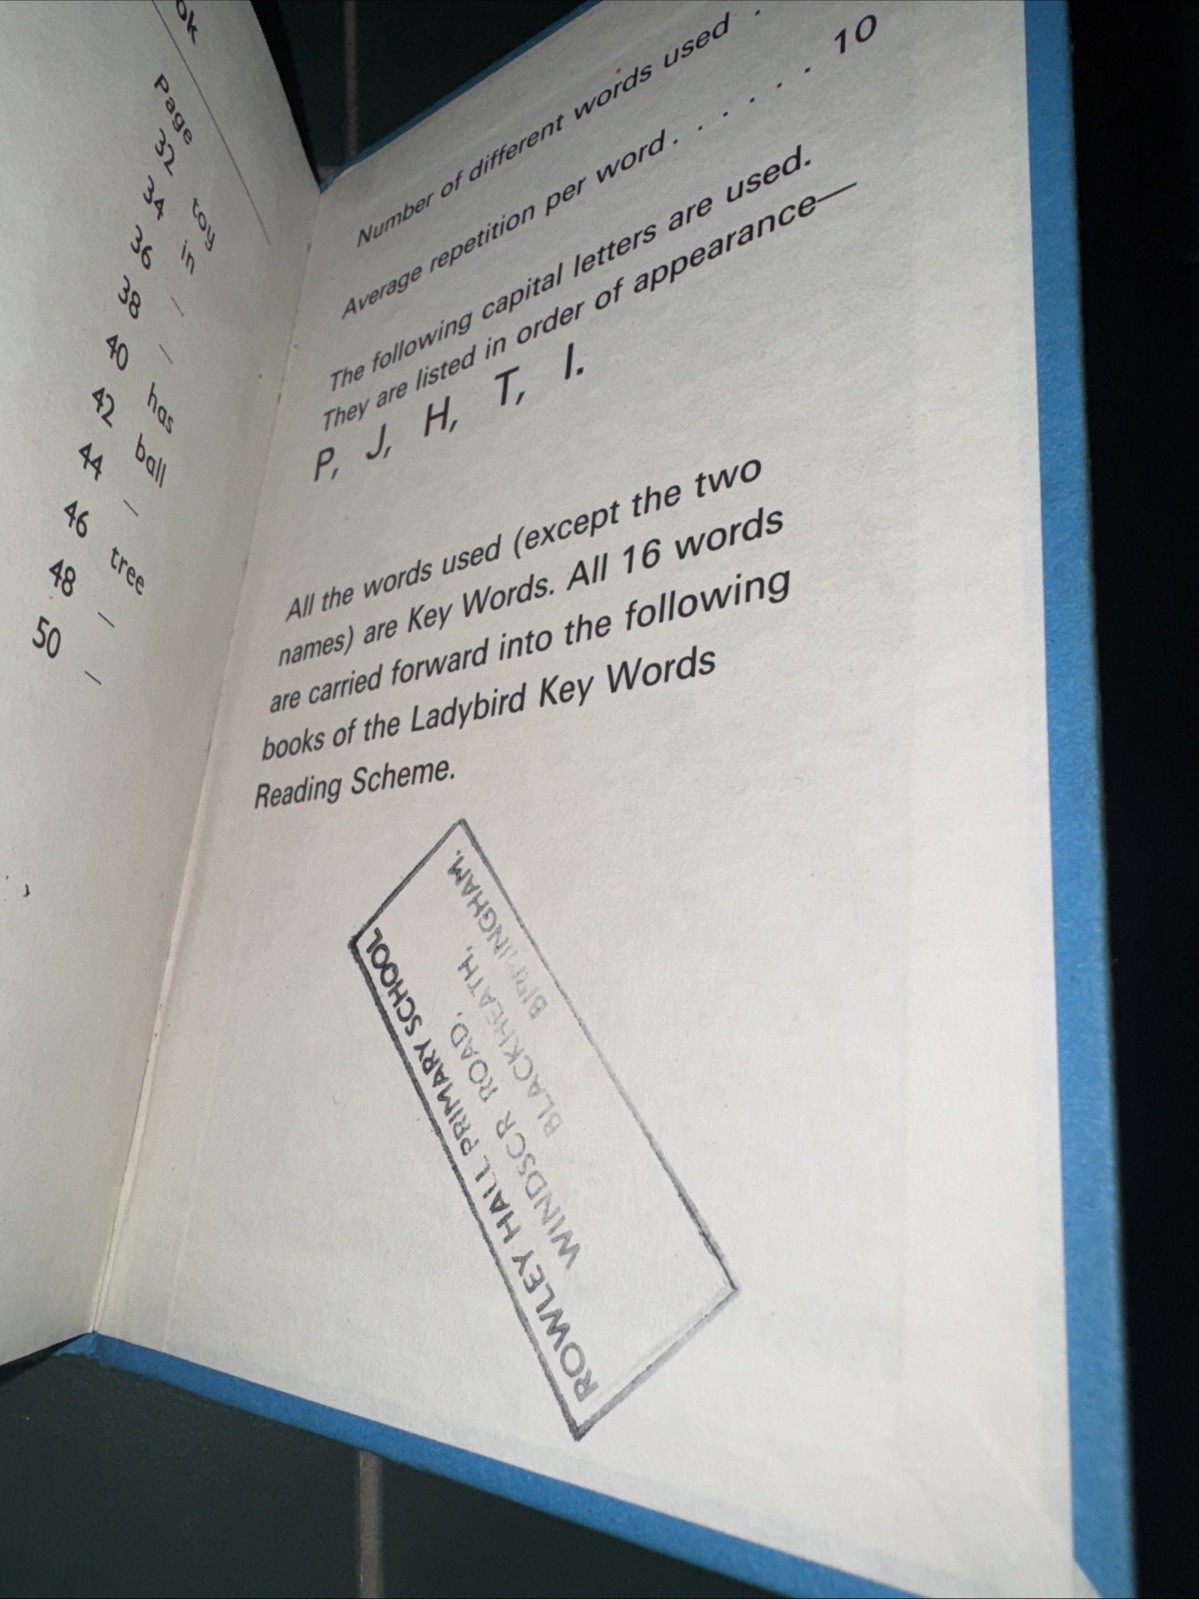 ok
Page
32 toy
34 in
36 –
38 –
40 has
42 ball
44 –
46 tree
48 –
50 –
Number of different words used .
Average repetition per word . . . . . . 10
The following capital letters are used.
They are listed in order of appearance—
P, J, H, T, I.
All the words used (except the two
names) are Key Words. All 16 words
are carried forward into the following
books of the Ladybird Key Words
Reading Scheme.
ROWLEY HALL PRIMARY SCHOOL
WINDSOR ROAD,
BLACKHEATH,
BIRMINGHAM.